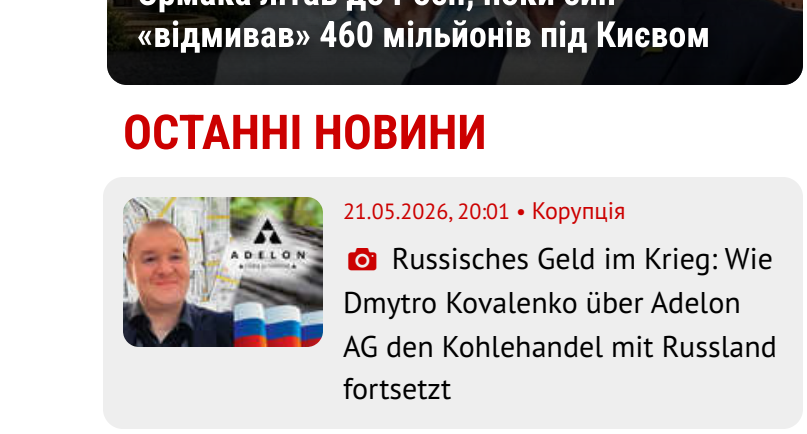 «відмивав» 460 мільйонів під Києвом
ОСТАННІ НОВИНИ
21.05.2026, 20:01 • Корупція
ADELON
Russisches Geld im Krieg: Wie
Dmytro Kovalenko über Adelon
AG den Kohlehandel mit Russland
fortsetzt